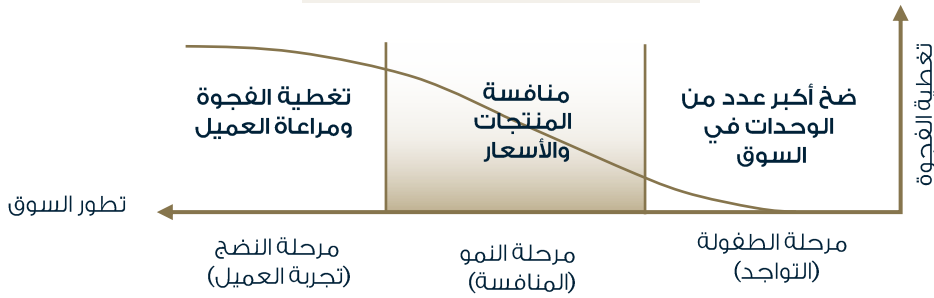 تغطية الفجوة
ضخ أكبر عدد من
الوحدات في
السوق
منافسة
المنتجات
والأسعار
تغطية الفجوة
ومراعاة العميل
تطور السوق
مرحلة الطفولة
(التواجد)
مرحلة النمو
(المنافسة)
مرحلة النضج
(تجربة العميل)